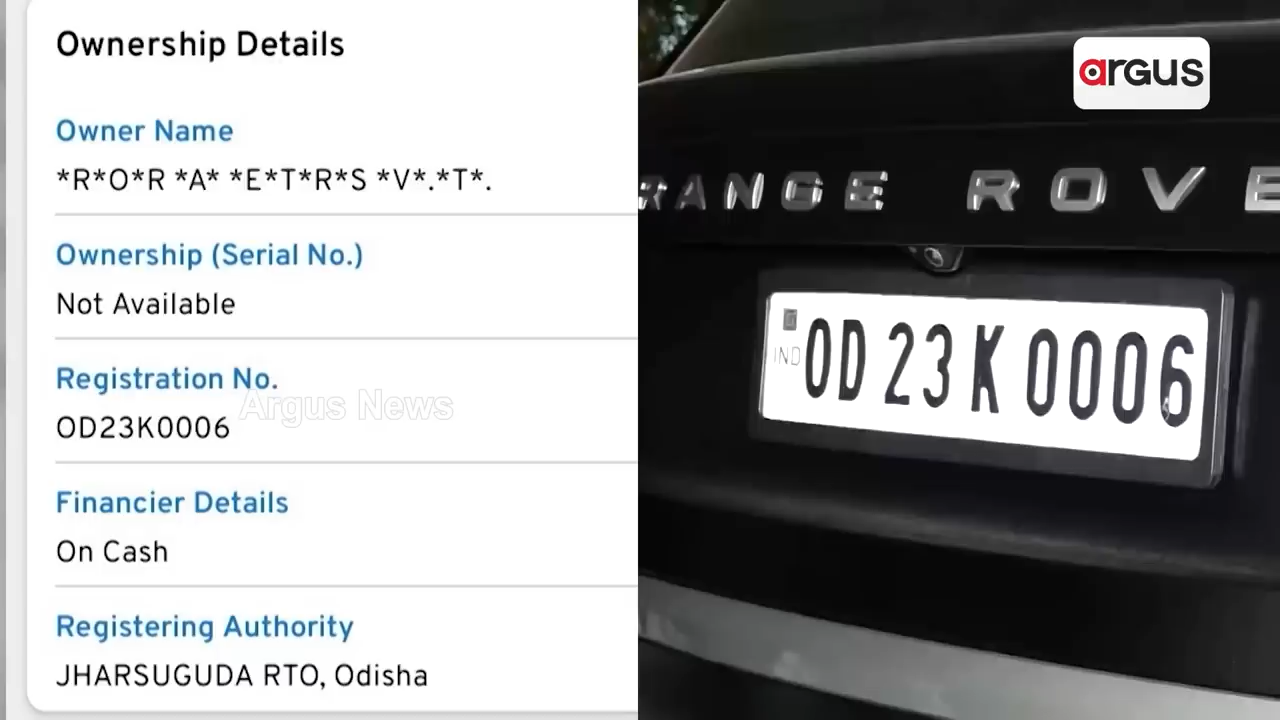 Ownership Details
Owner Name
*R*O*R *A* *E*T*R*S *V*.*T*.
Ownership (Serial No.)
Not Available
Registration No.
OD23K0006
Financier Details
On Cash
Registering Authority
JHARSUGUDA RTO, Odisha
Argus News
argus
RANGE ROVE
IND
OD 23 K 0006